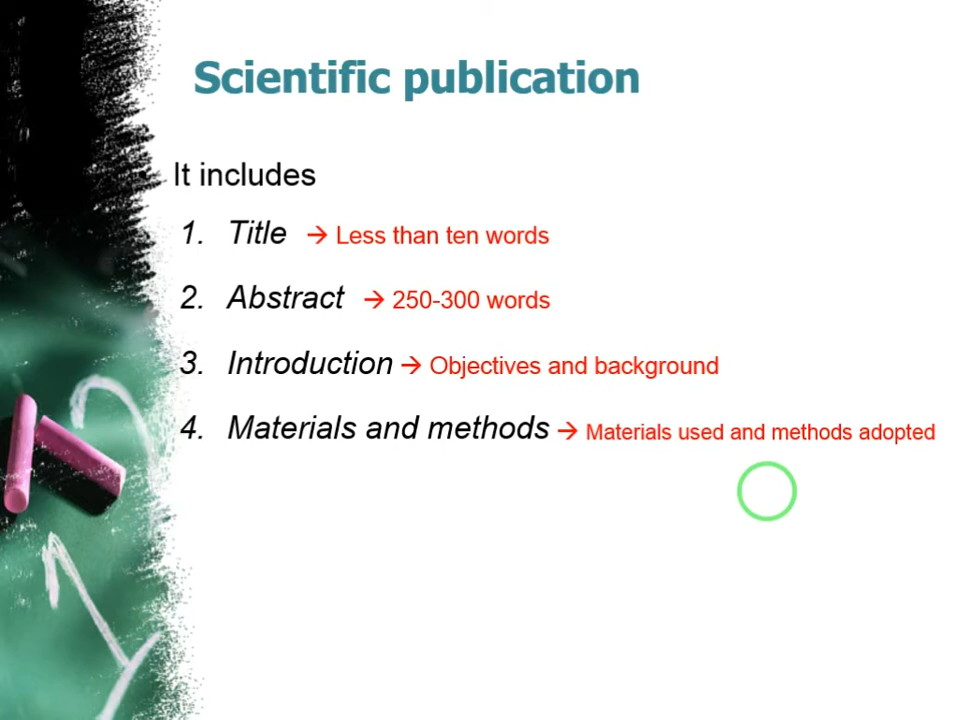 Scientific publication
It includes
1. Title → Less than ten words
2. Abstract → 250-300 words
3. Introduction → Objectives and background
4. Materials and methods → Materials used and methods adopted